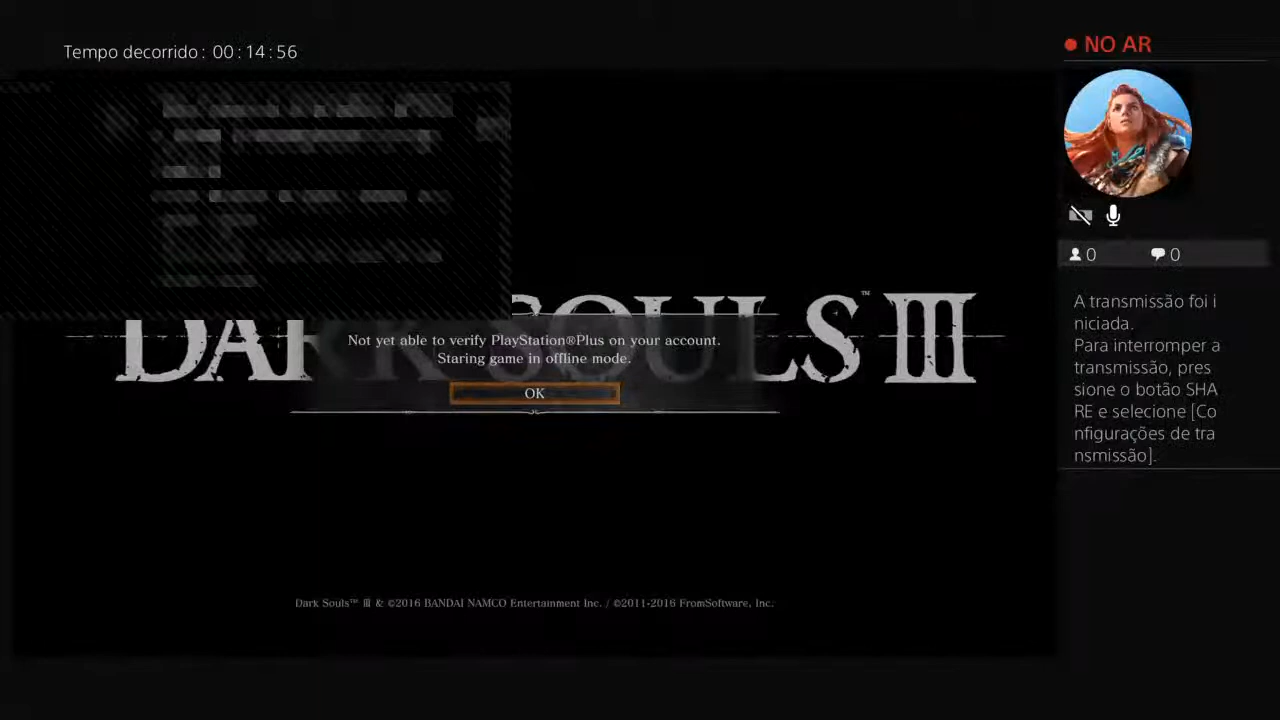 Tempo decorrido: 00:14:56
NO AR
0 0
A transmissão foi i
niciada.
Para interromper a
transmissão, pres
sione o botão SHA
RE e selecione [Co
nfigurações de tra
nsmissão].
DARK SOULS III
™
Not yet able to verify PlayStation®Plus on your account.
Staring game in offline mode.
OK
Dark Souls™ III & ©2016 BANDAI NAMCO Entertainment Inc. / ©2011-2016 FromSoftware, Inc.